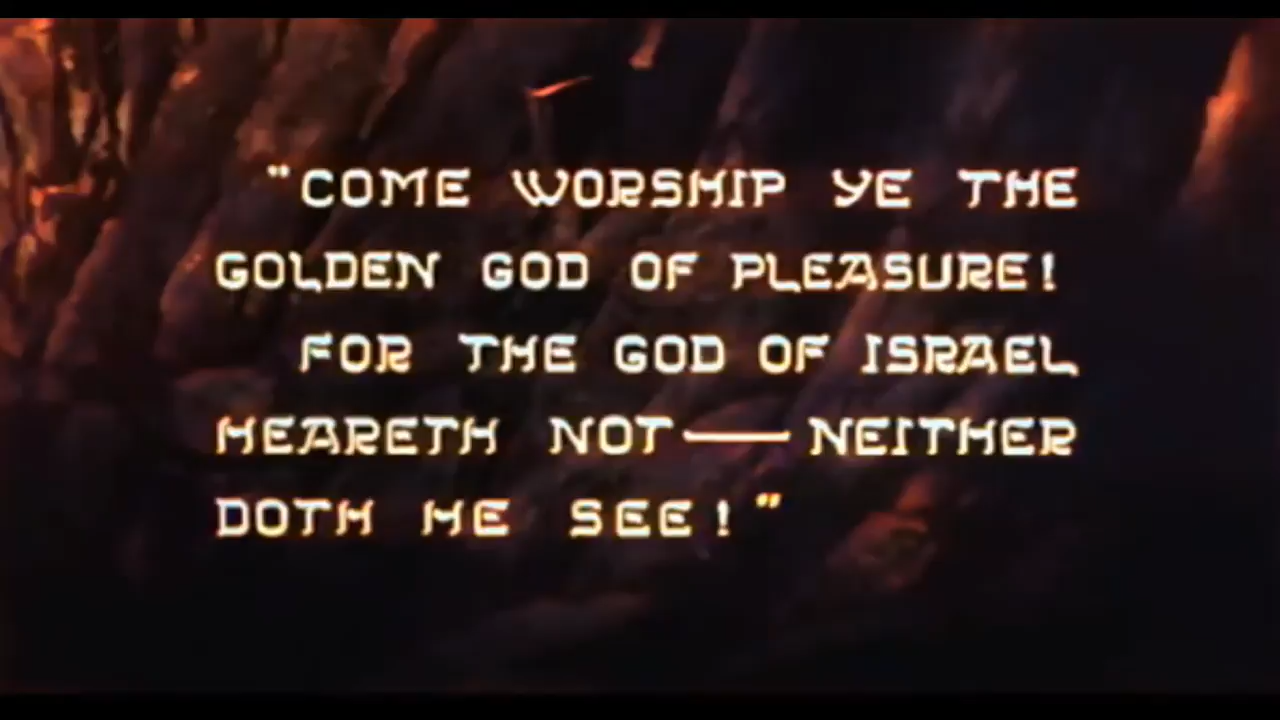 "COME WORSHIP YE THE
GOLDEN GOD OF PLEASURE!
FOR THE GOD OF ISRAEL
HEARETH NOT—NEITHER
DOTH HE SEE!"